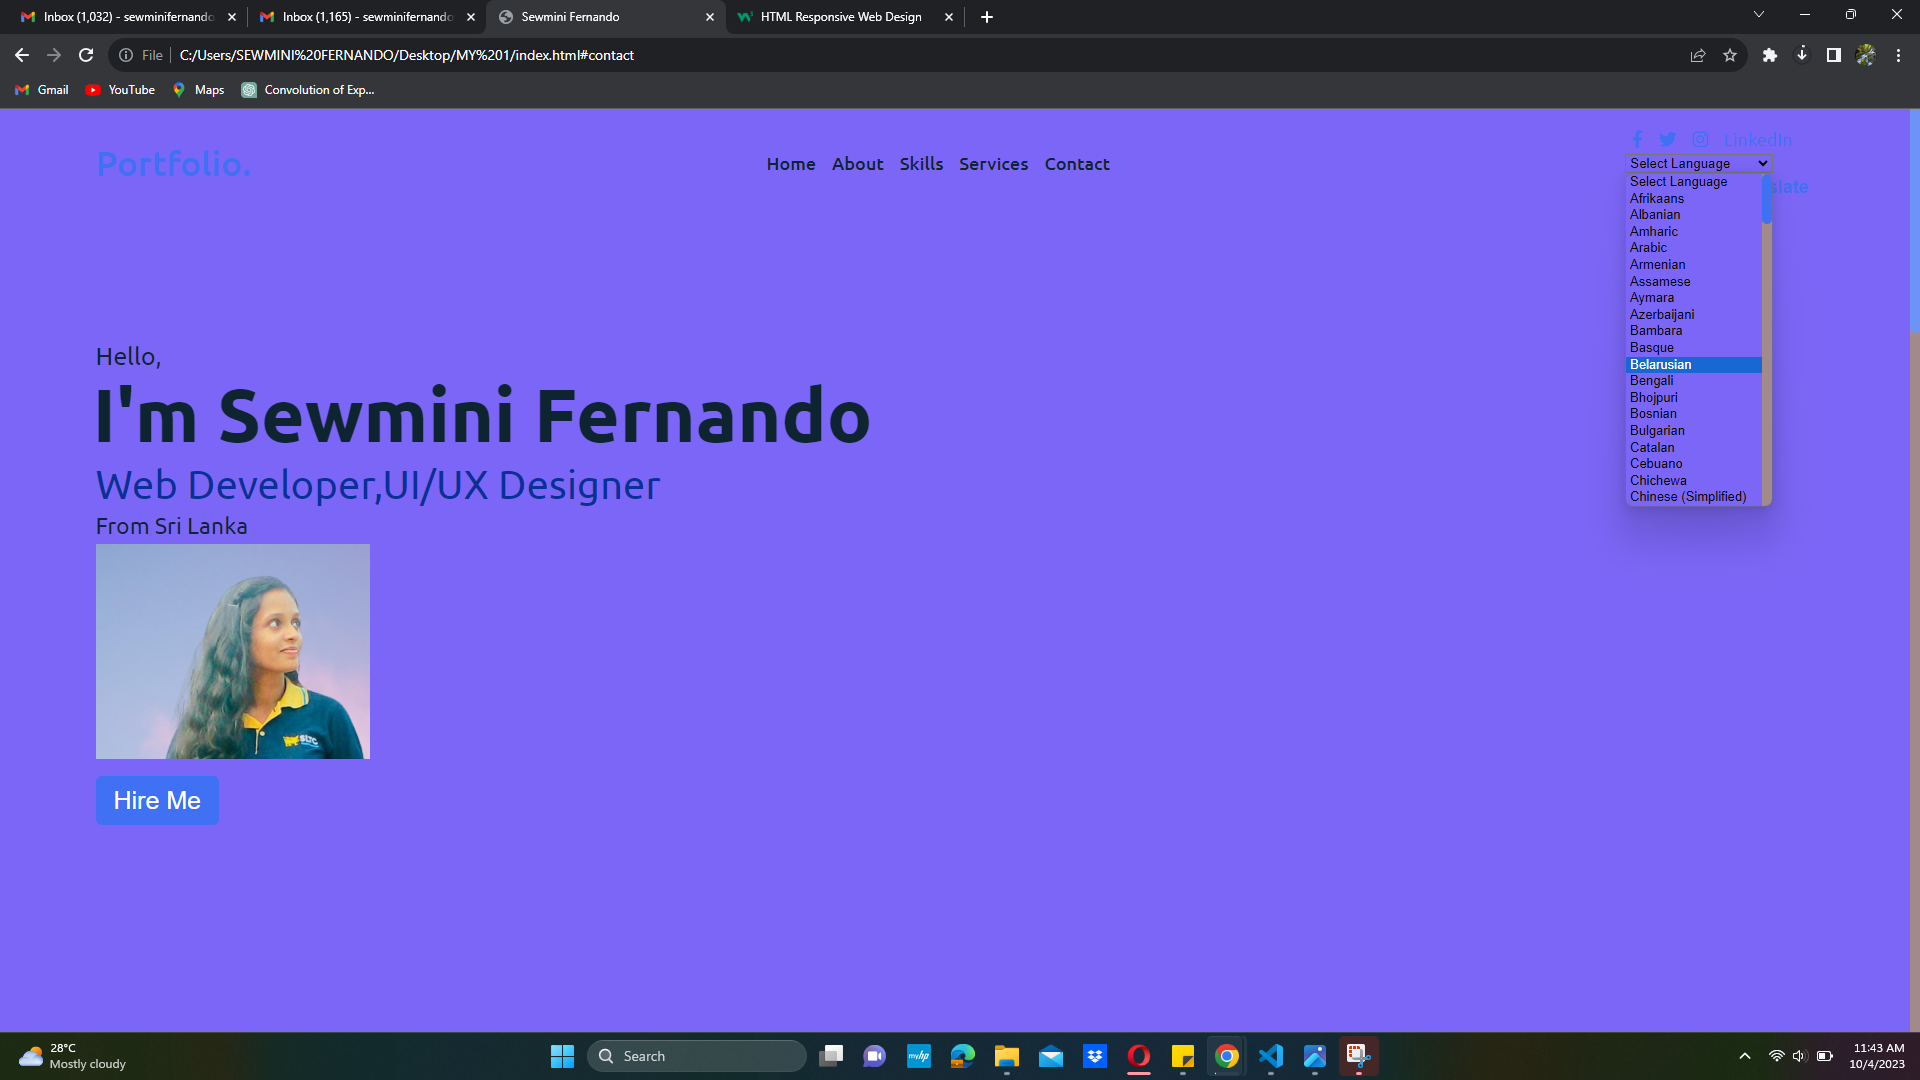 Inbox (1,032) - sewminifernando
Inbox (1,165) - sewminifernando
Sewmini Fernando
HTML Responsive Web Design
File
C:/Users/SEWMINI%20FERNANDO/Desktop/MY%201/index.html#contact
Gmail
YouTube
Maps
Convolution of Exp...
Portfolio.
Home About Skills Services Contact
LinkedIn
Select Language
Select Language
slate
Afrikaans
Albanian
Amharic
Arabic
Armenian
Assamese
Aymara
Azerbaijani
Bambara
Basque
Belarusian
Bengali
Bhojpuri
Bosnian
Bulgarian
Catalan
Cebuano
Chichewa
Chinese (Simplified)
Hello,
I'm Sewmini Fernando
Web Developer,UI/UX Designer
From Sri Lanka
SLTC
Hire Me
28°C
Mostly cloudy
Search
myhp
11:43 AM
10/4/2023